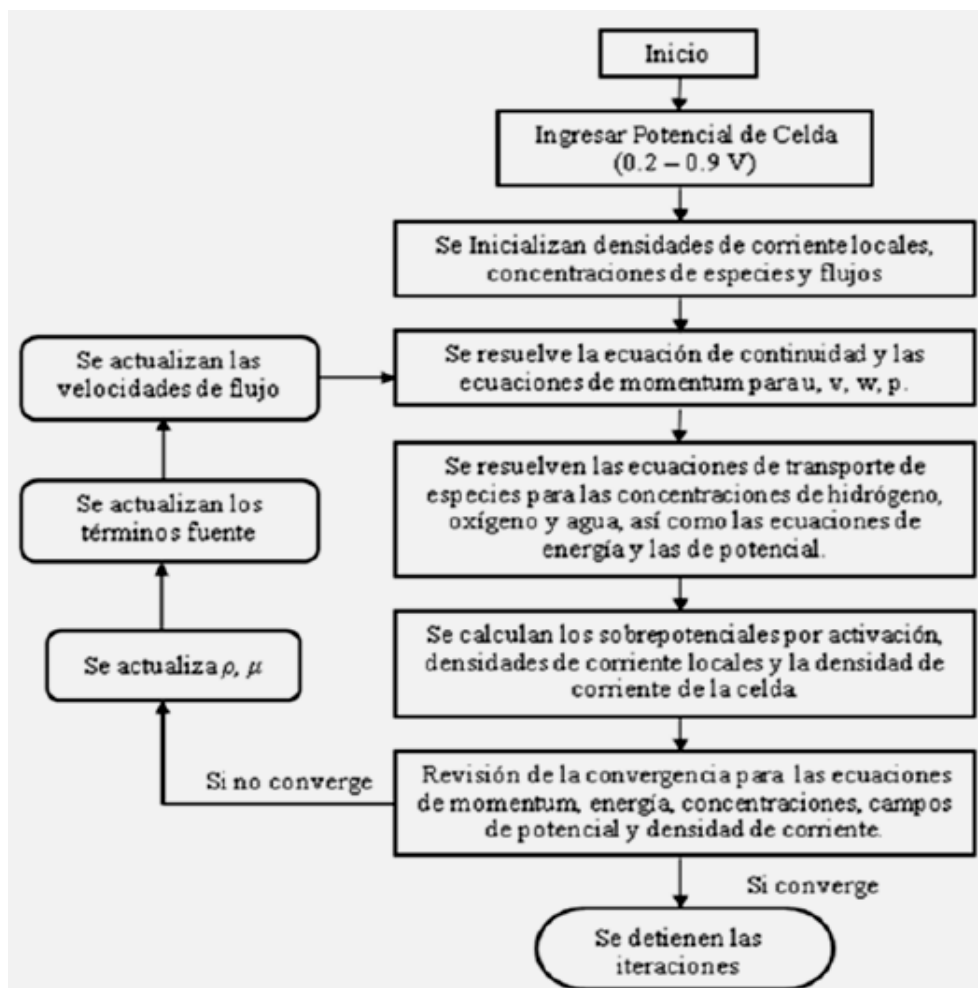 Inicio
Ingresar Potencial de Celda
(0.2 – 0.9 V)
Se Inicializan densidades de corriente locales,
concentraciones de especies y flujos
Se resuelve la ecuación de continuidad y las
ecuaciones de momentum para u, v, w, p.
Se resuelven las ecuaciones de transporte de
especies para las concentraciones de hidrógeno,
oxígeno y agua, así como las ecuaciones de
energía y las de potencial.
Se calculan los sobrepotenciales por activación,
densidades de corriente locales y la densidad de
corriente de la celda
Revisión de la convergencia para las ecuaciones
de momentum, energía, concentraciones, campos
de potencial y densidad de corriente.
Si no converge
Se actualiza ρ, μ
Se actualizan los
términos fuente
Se actualizan las
velocidades de flujo
Si converge
Se detienen las
iteraciones